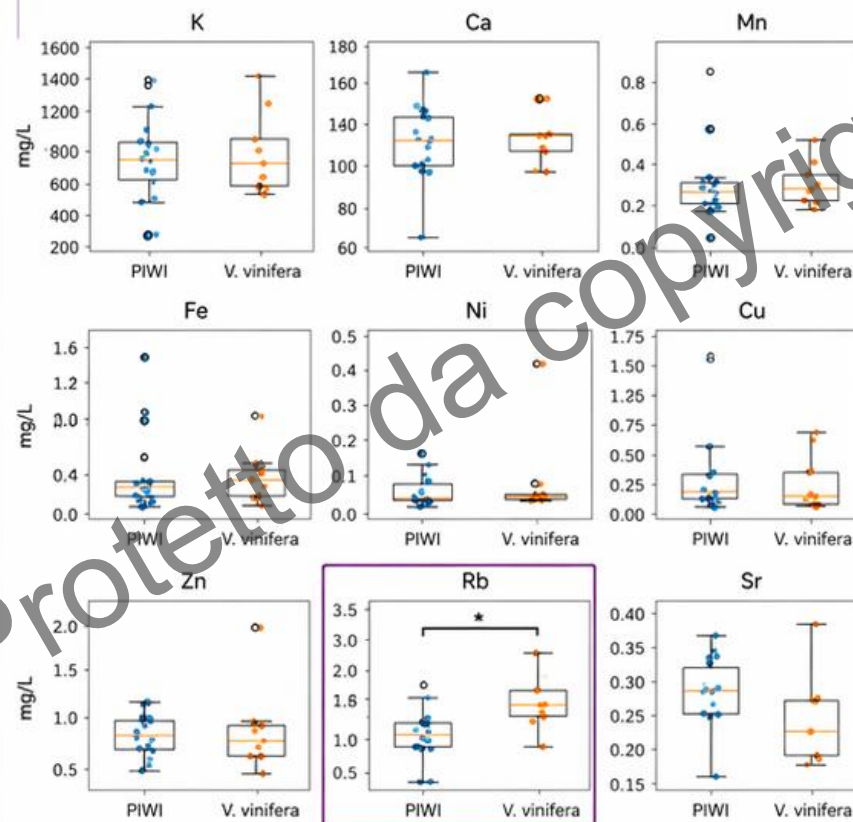 K Ca Mn
1600 180
1400 160 0.8
1200 140 0.6
800 120 0.4
600 100 0.2
400 80 0.0
200 60
mg/L
PIWI V. vinifera PIWI V. vinifera PIWI V. vinifera
Fe Ni Cu
1.6 0.5 1.75
1.2 0.4 1.50
0.3 1.25
0.2 0.75
0.4 0.1 0.50
0.0 0.0 0.25
0.00
mg/L
PIWI V. vinifera PIWI V. vinifera PIWI V. vinifera
Zn Rb Sr
2.0 3.5 0.40
1.5 3.0 0.35
1.0 2.0 0.30
0.5 1.5 0.25
1.0 0.20
0.5 0.15
*
mg/L
PIWI V. vinifera PIWI V. vinifera PIWI V. vinifera
Protetto da copyrig